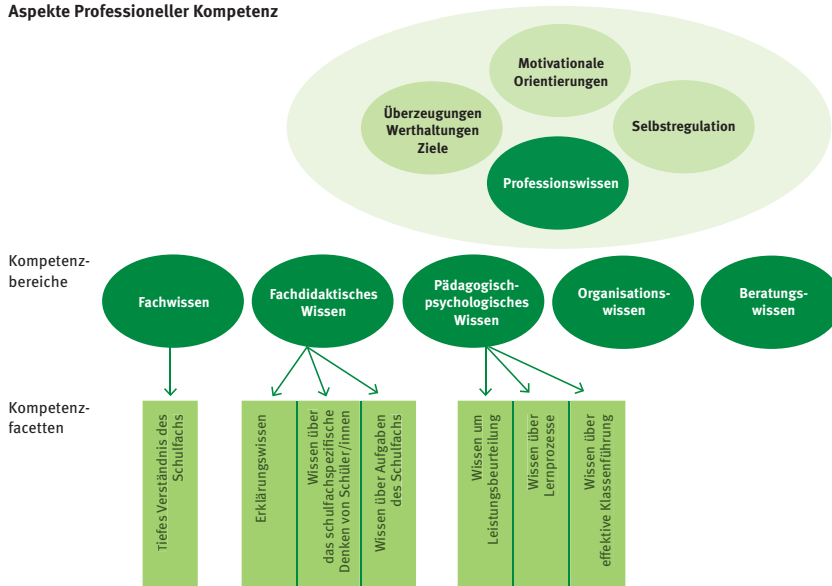 Aspekte Professioneller Kompetenz
Motivationale
Orientierungen
Überzeugungen
Werthaltungen
Ziele
Selbstregulation
Professionswissen
Kompetenz-
bereiche
Fachwissen
Fachdidaktisches
Wissen
Pädagogisch-
psychologisches
Wissen
Organisations-
wissen
Beratungs-
wissen
Kompetenz-
facetten
Tiefes Verständnis des
Schulfachs
Erklärungswissen
Wissen über
das schulfachspezifische
Denken von Schüler/innen
Wissen über Aufgaben
des Schulfachs
Wissen um
Leistungsbeurteilung
Wissen über
Lernprozesse
Wissen über
effektive Klassenführung